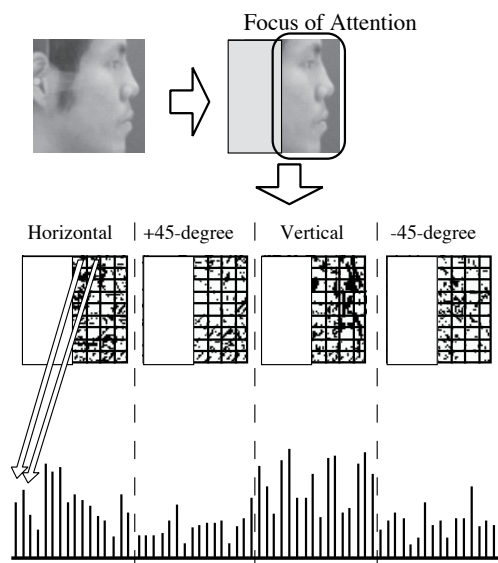 Focus of Attention
Horizontal
+45-degree
Vertical
-45-degree